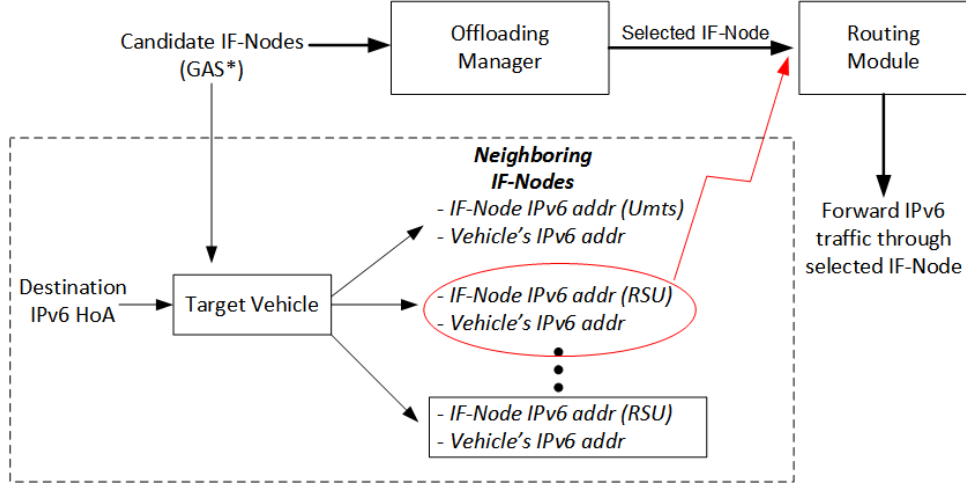 Candidate IF-Nodes
(GAS*)
Offloading
Manager
Selected IF-Node
Routing
Module
Neighboring
IF-Nodes
- IF-Node IPv6 addr (Umts)
- Vehicle's IPv6 addr
Forward IPv6
traffic through
selected IF-Node
Destination
IPv6 HoA
Target Vehicle
- IF-Node IPv6 addr (RSU)
- Vehicle's IPv6 addr
- IF-Node IPv6 addr (RSU)
- Vehicle's IPv6 addr